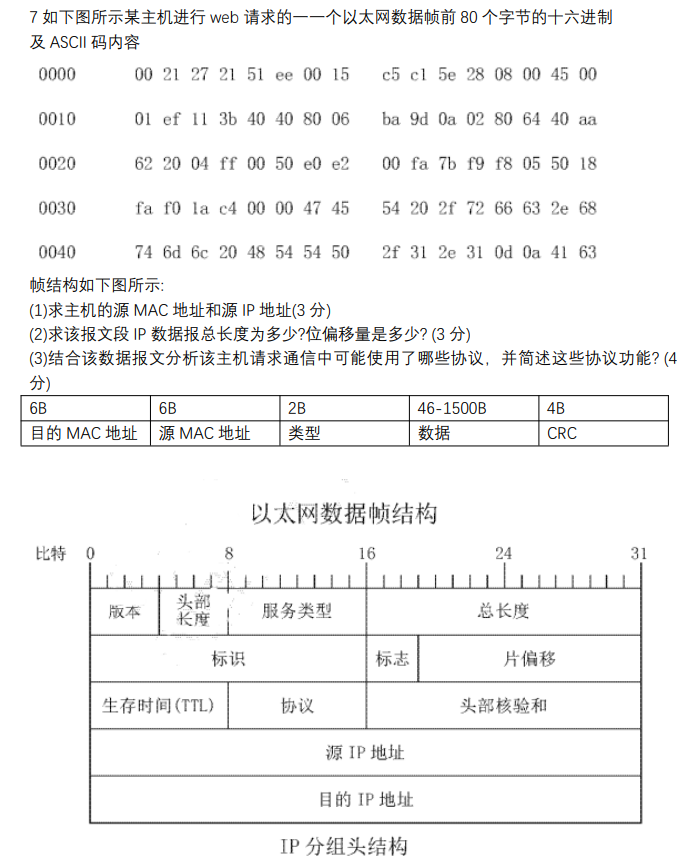 7 如下图所示某主机进行 web 请求的一一个以太网数据帧前 80 个字节的十六进制
及 ASCII 码内容
0000 00 21 27 21 51 ee 00 15 c5 c1 5e 28 08 00 45 00
0010 01 ef 11 3b 40 40 80 06 ba 9d 0a 02 80 64 40 aa
0020 62 20 04 ff 00 50 e0 e2 00 fa 7b f9 f8 05 50 18
0030 fa f0 1a c4 00 00 47 45 54 20 2f 72 66 63 2e 68
0040 74 6d 6c 20 48 54 54 50 2f 31 2e 31 0d 0a 41 63
帧结构如下图所示:
(1)求主机的源 MAC 地址和源 IP 地址(3 分)
(2)求该报文段 IP 数据报总长度为多少?位偏移量是多少? (3 分)
(3)结合该数据报文分析该主机请求通信中可能使用了哪些协议，并简述这些协议功能? (4
分)
6B 6B 2B 46-1500B 4B
目的 MAC 地址 源 MAC 地址 类型 数据 CRC
以太网数据帧结构
比特 0 8 16 24 31
版本 头部长度 服务类型 总长度
标识 标志 片偏移
生存时间(TTL) 协议 头部核验和
源 IP 地址
目的 IP 地址
IP 分组头结构